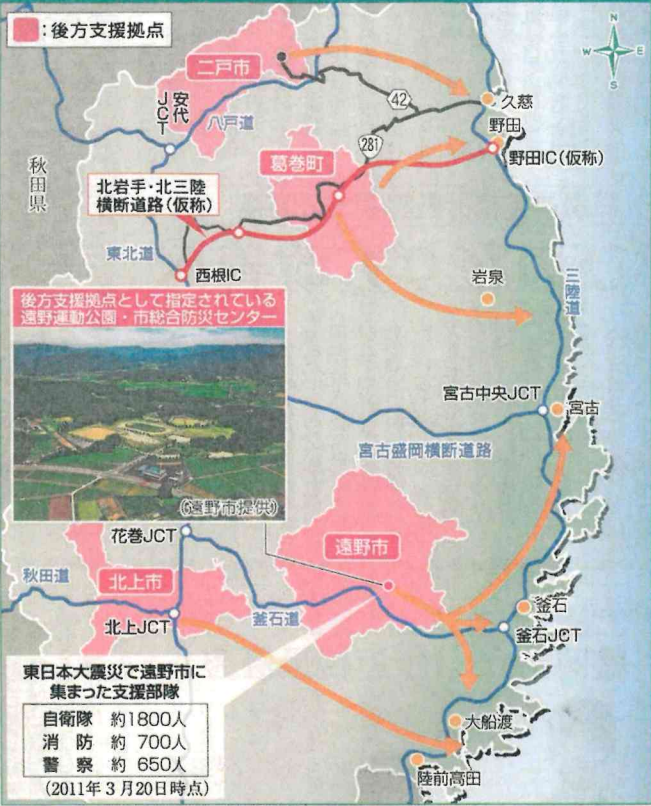 ：後方支援拠点
N
W E
S
二戸市
安代
JCT
八戸道
42
久慈
野田
281
野田IC(仮称)
葛巻町
秋田県
北岩手・北三陸
横断道路(仮称)
東北道
西根IC
岩泉
三陸道
後方支援拠点として指定されている
遠野運動公園・市総合防災センター
(遠野市提供)
宮古中央JCT
宮古
宮古盛岡横断道路
花巻JCT
遠野市
秋田道
北上市
釜石道
釜石
北上JCT
釜石JCT
東日本大震災で遠野市に
集まった支援部隊
自衛隊 約1800人
消防 約700人
警察 約650人
(2011年3月20日時点)
大船渡
陸前高田